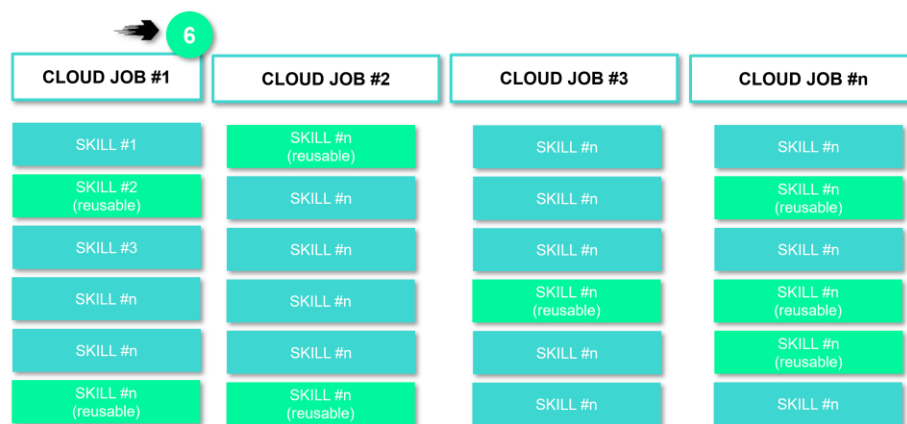 6
CLOUD JOB #1
SKILL #1
SKILL #2
(reusable)
SKILL #3
SKILL #n
SKILL #n
SKILL #n
(reusable)
CLOUD JOB #2
SKILL #n
(reusable)
SKILL #n
SKILL #n
SKILL #n
SKILL #n
SKILL #n
(reusable)
CLOUD JOB #3
SKILL #n
SKILL #n
SKILL #n
SKILL #n
(reusable)
SKILL #n
SKILL #n
CLOUD JOB #n
SKILL #n
SKILL #n
(reusable)
SKILL #n
SKILL #n
(reusable)
SKILL #n
(reusable)
SKILL #n